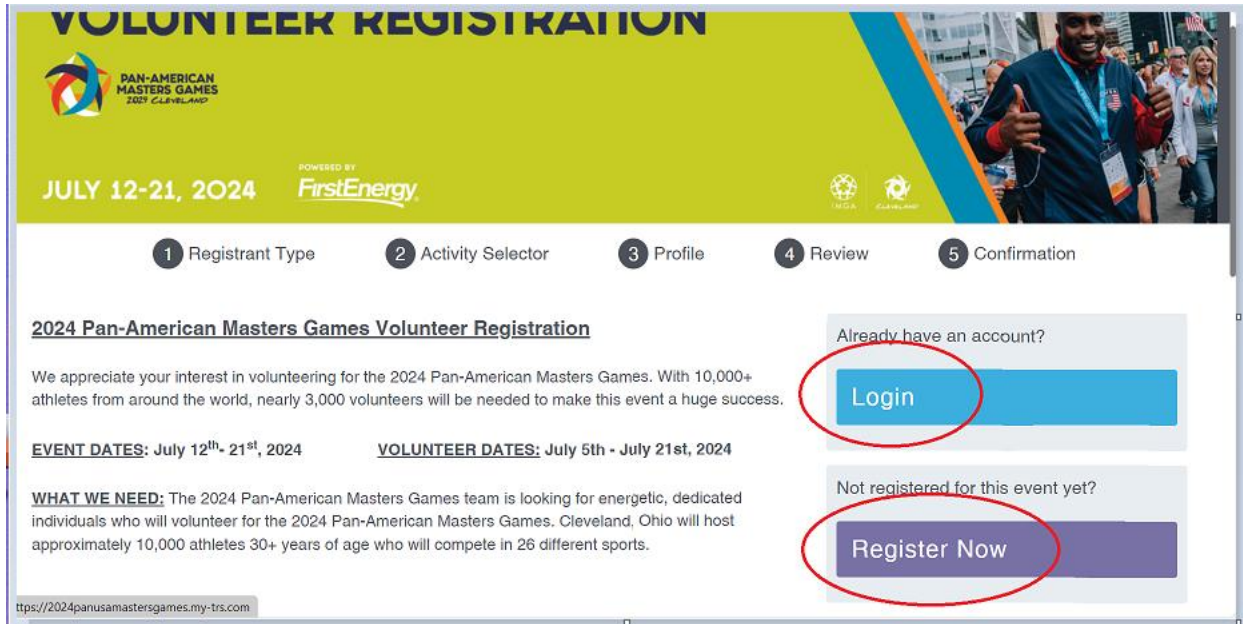 VOLUNTEER REGISTRATION
PAN-AMERICAN
MASTERS GAMES
CLEVELAND
JULY 12-21, 2024
POWERED BY
FirstEnergy
IMGA
CLEVELAND
1 Registrant Type
2 Activity Selector
3 Profile
4 Review
5 Confirmation
2024 Pan-American Masters Games Volunteer Registration
We appreciate your interest in volunteering for the 2024 Pan-American Masters Games. With 10,000+
athletes from around the world, nearly 3,000 volunteers will be needed to make this event a huge success.
EVENT DATES: July 12th- 21st, 2024
VOLUNTEER DATES: July 5th - July 21st, 2024
WHAT WE NEED: The 2024 Pan-American Masters Games team is looking for energetic, dedicated
individuals who will volunteer for the 2024 Pan-American Masters Games. Cleveland, Ohio will host
approximately 10,000 athletes 30+ years of age who will compete in 26 different sports.
Already have an account?
Login
Not registered for this event yet?
Register Now
ttps://2024panusamastersgames.my-trs.com